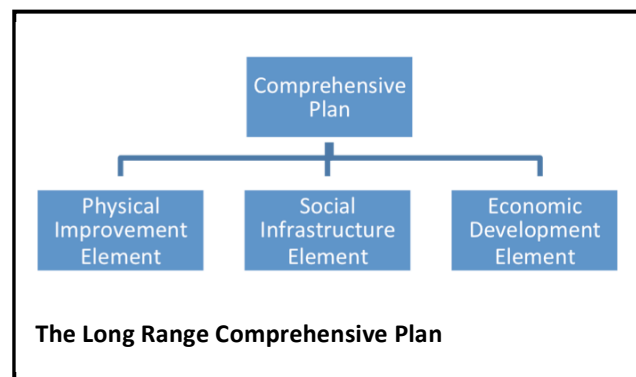 Comprehensive
Plan
Physical
Improvement
Element
Social
Infrastructure
Element
Economic
Development
Element
The Long Range Comprehensive Plan